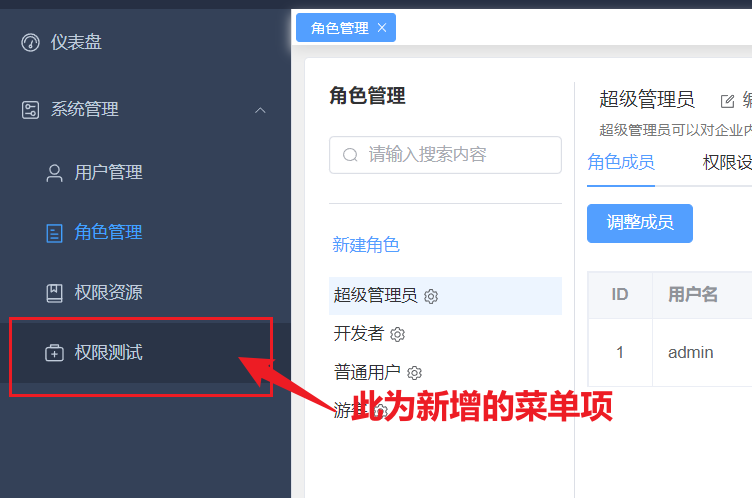 仪表盘
系统管理
用户管理
角色管理
权限资源
权限测试
角色管理
角色管理
请输入搜索内容
新建角色
超级管理员
开发者
普通用户
游客
此为新增的菜单项
超级管理员
超级管理员可以对企业内
角色成员 权限设
调整成员
ID 用户名
1 admin